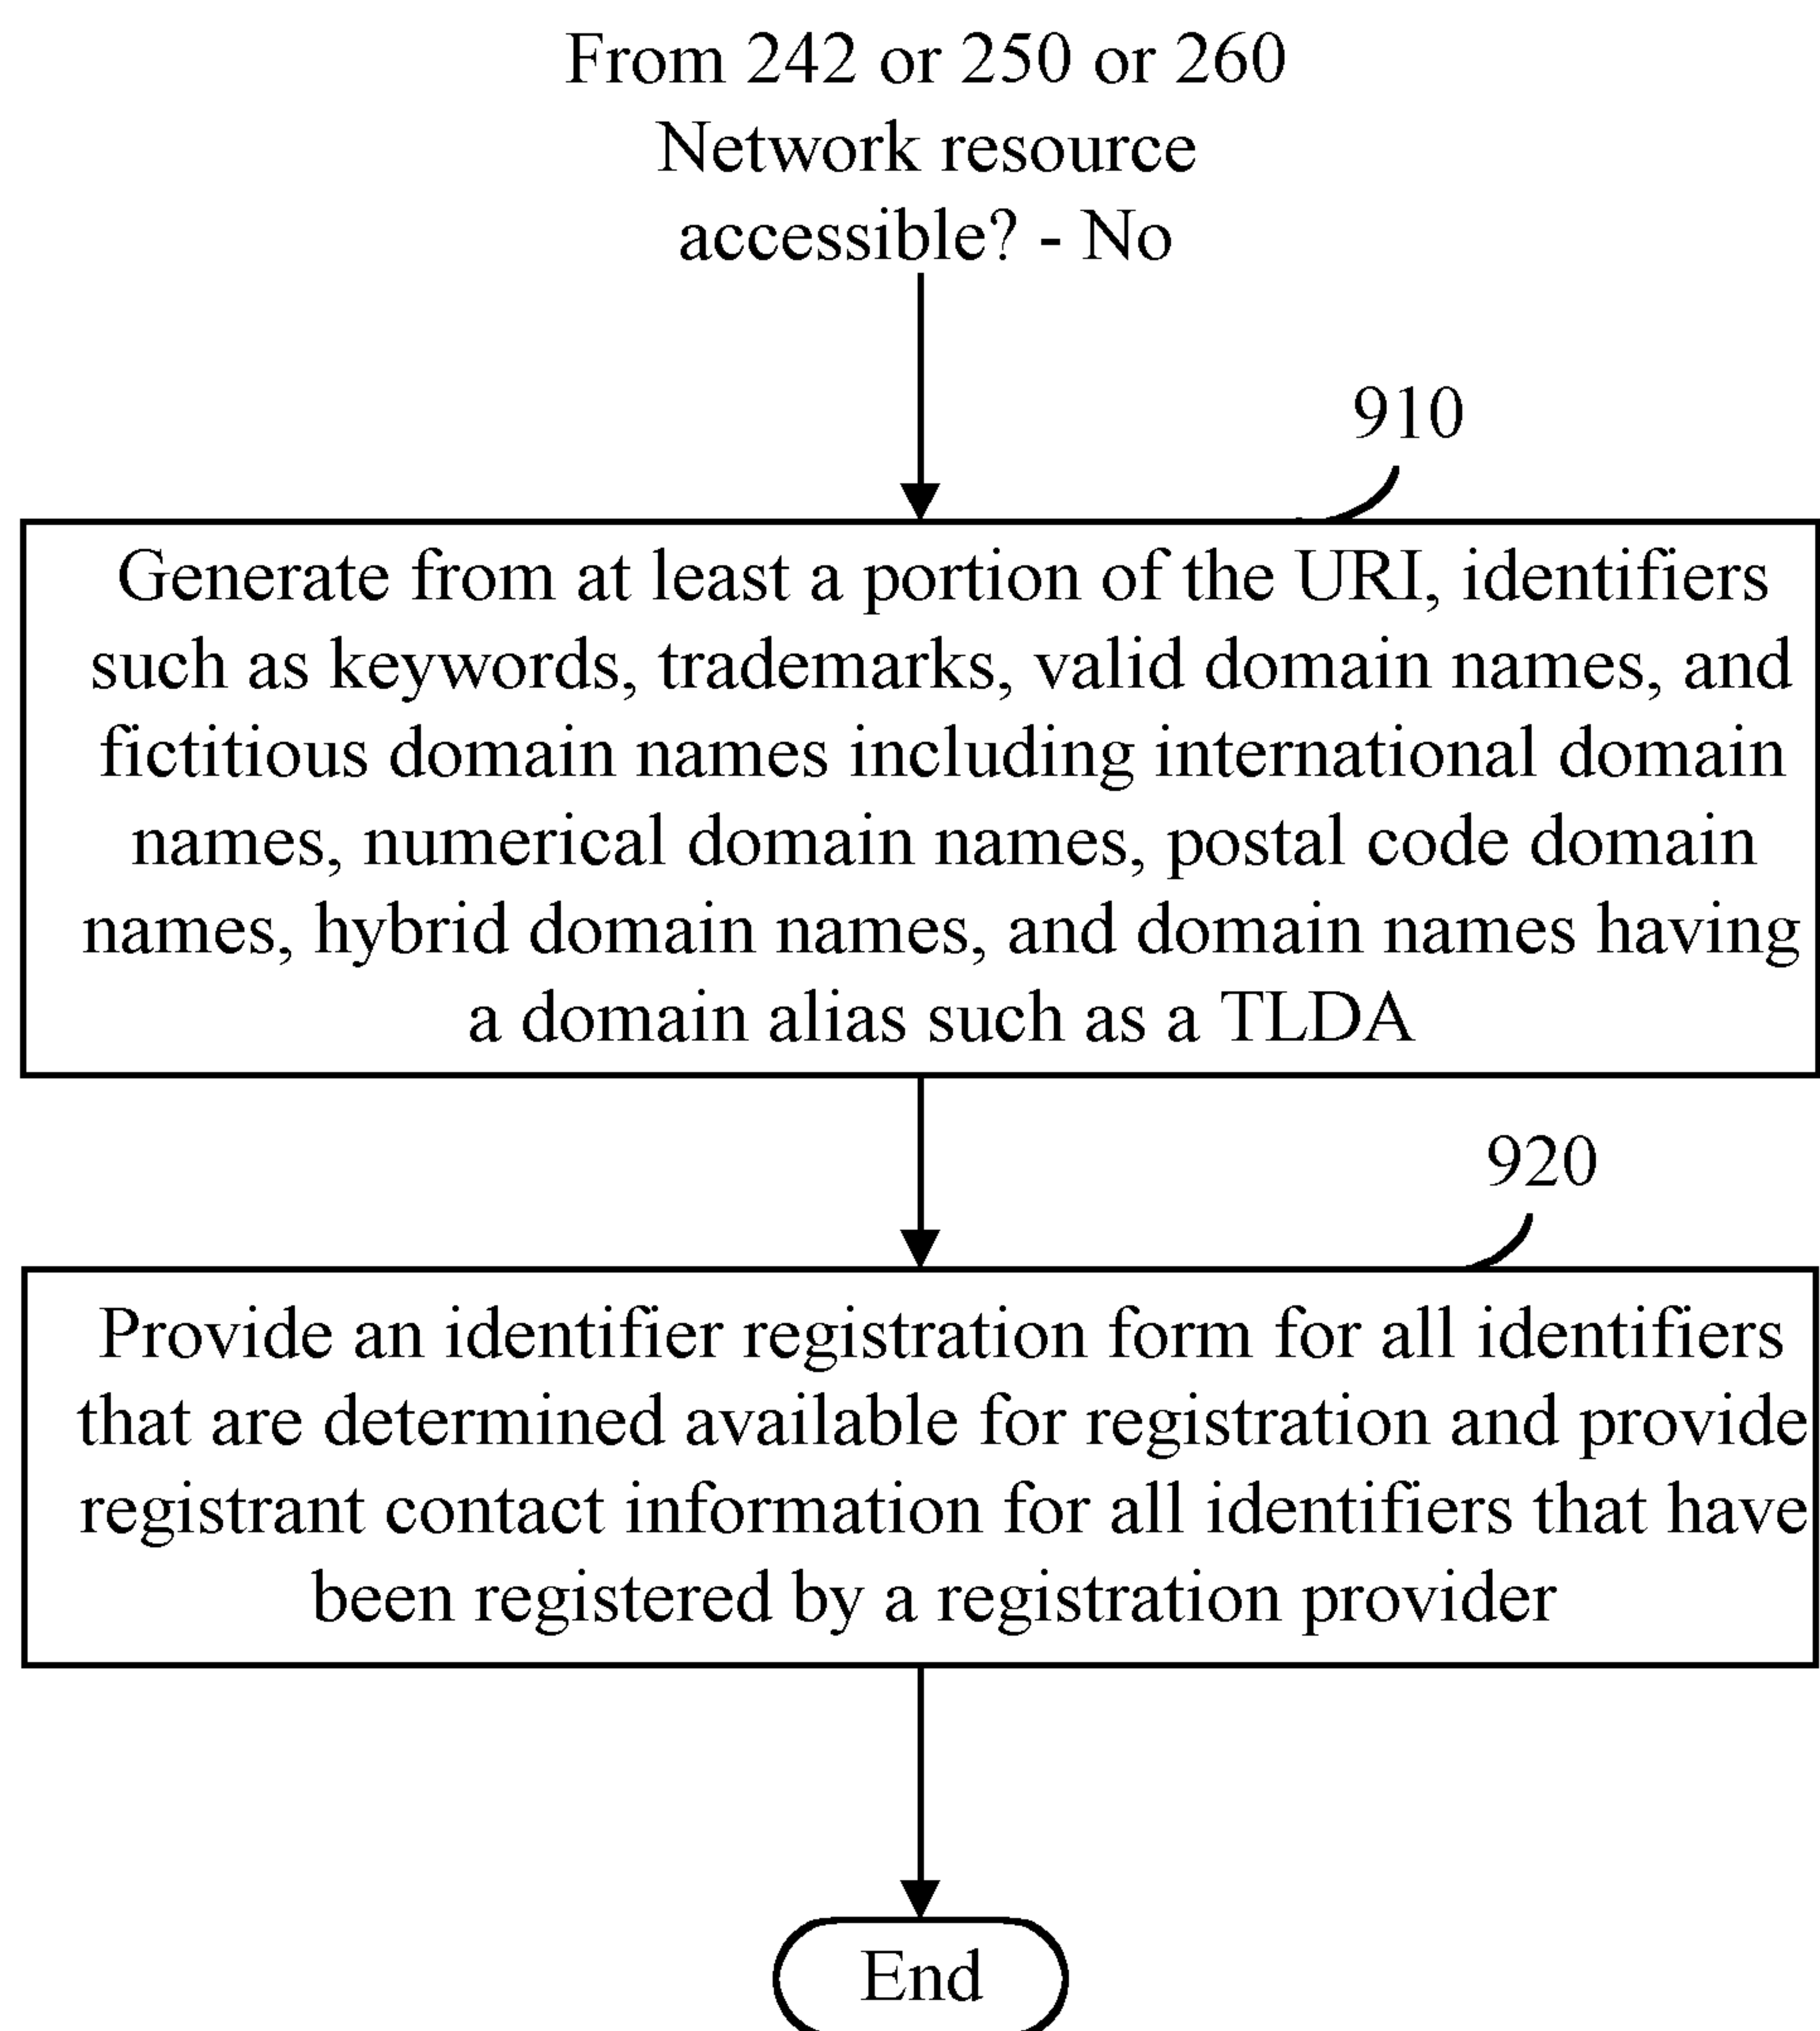 From 242 or 250 or 260
Network resource
accessible? - No
910
Generate from at least a portion of the URI, identifiers
such as keywords, trademarks, valid domain names, and
fictitious domain names including international domain
names, numerical domain names, postal code domain
names, hybrid domain names, and domain names having
a domain alias such as a TLDA
920
Provide an identifier registration form for all identifiers
that are determined available for registration and provide
registrant contact information for all identifiers that have
been registered by a registration provider
End